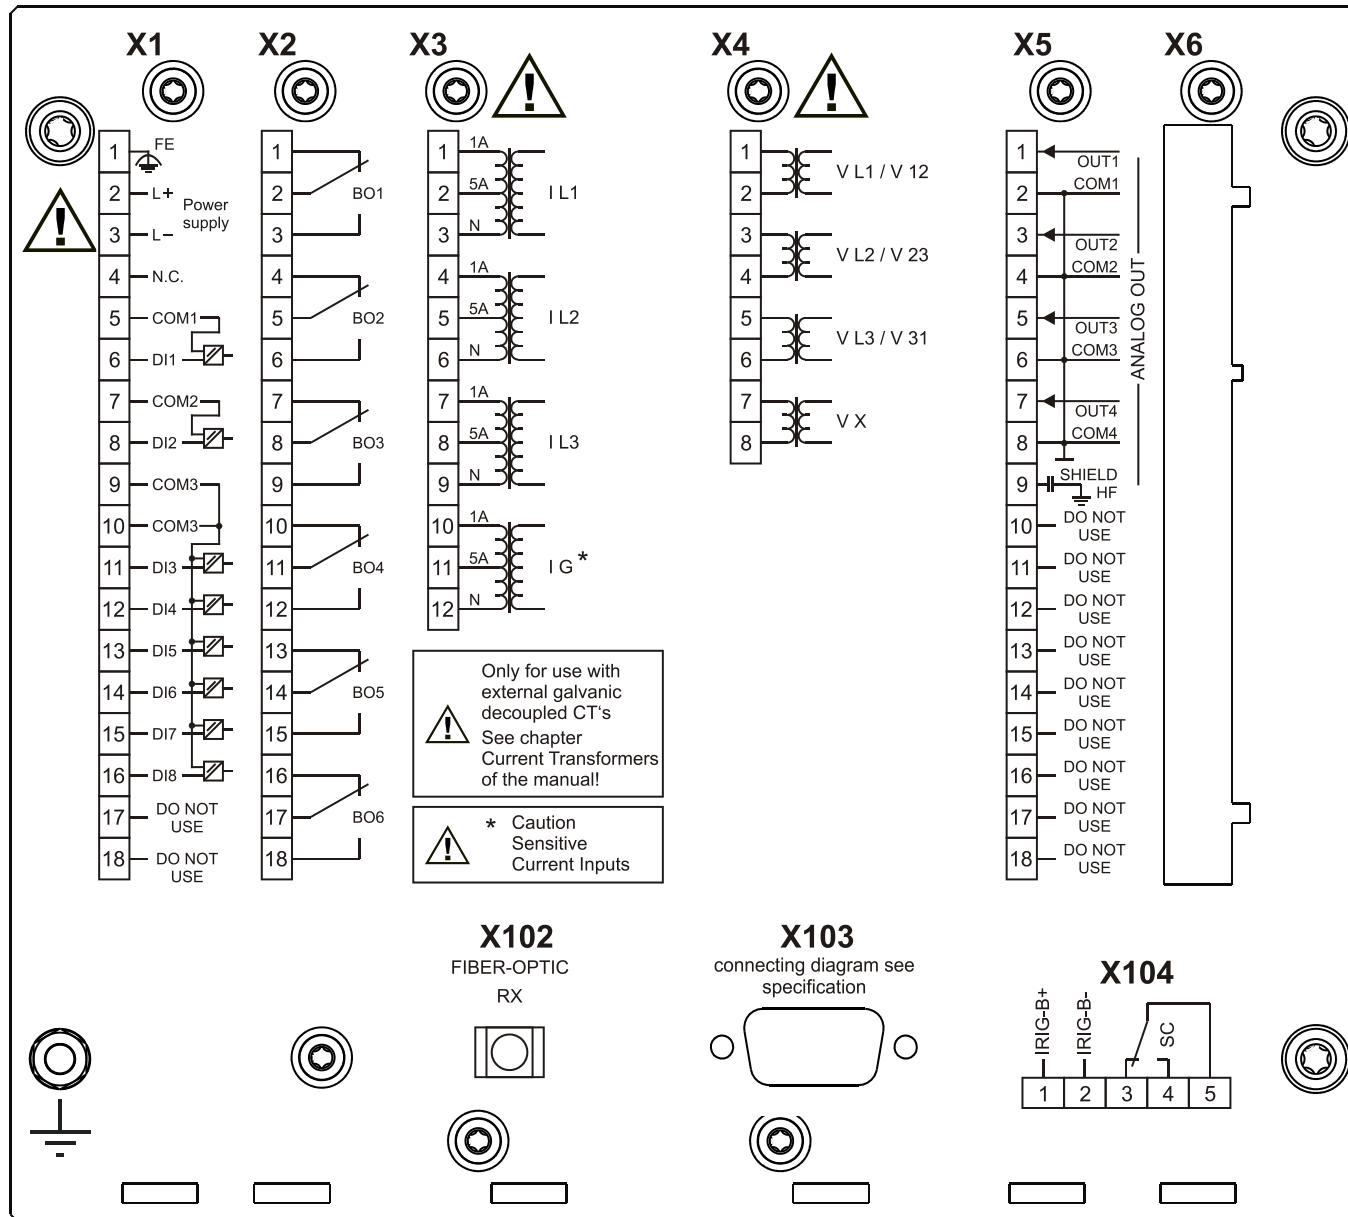 X1
1 FE
2 L+
Power
supply
3 L–
4 N.C.
5 COM1
6 DI1
7 COM2
8 DI2
9 COM3
10 COM3
11 DI3
12 DI4
13 DI5
14 DI6
15 DI7
16 DI8
17 DO NOT
USE
18 DO NOT
USE
X2
1
2 BO1
3
4
5 BO2
6
7
8 BO3
9
10
11 BO4
12
13
14 BO5
15
16
17 BO6
18
X3
!
1 1A
2 5A I L1
3 N
4 1A
5 5A I L2
6 N
7 1A
8 5A I L3
9 N
10 1A
11 5A I G *
12 N
Only for use with
external galvanic
decoupled CT‘s
See chapter
Current Transformers
of the manual!
!
* Caution
Sensitive
Current Inputs
!
X4
!
1
V L1 / V 12
2
3
V L2 / V 23
4
5
V L3 / V 31
6
7
V X
8
X5
1 OUT1
2 COM1
3 OUT2
4 COM2
5 OUT3
6 COM3
7 OUT4
8 COM4
ANALOG OUT
9 SHIELD
HF
10 DO NOT
USE
11 DO NOT
USE
12 DO NOT
USE
13 DO NOT
USE
14 DO NOT
USE
15 DO NOT
USE
16 DO NOT
USE
17 DO NOT
USE
18 DO NOT
USE
X6
!
X102
FIBER-OPTIC
RX
X103
connecting diagram see
specification
X104
IRIG-B+
IRIG-B-
SC
1 2 3 4 5